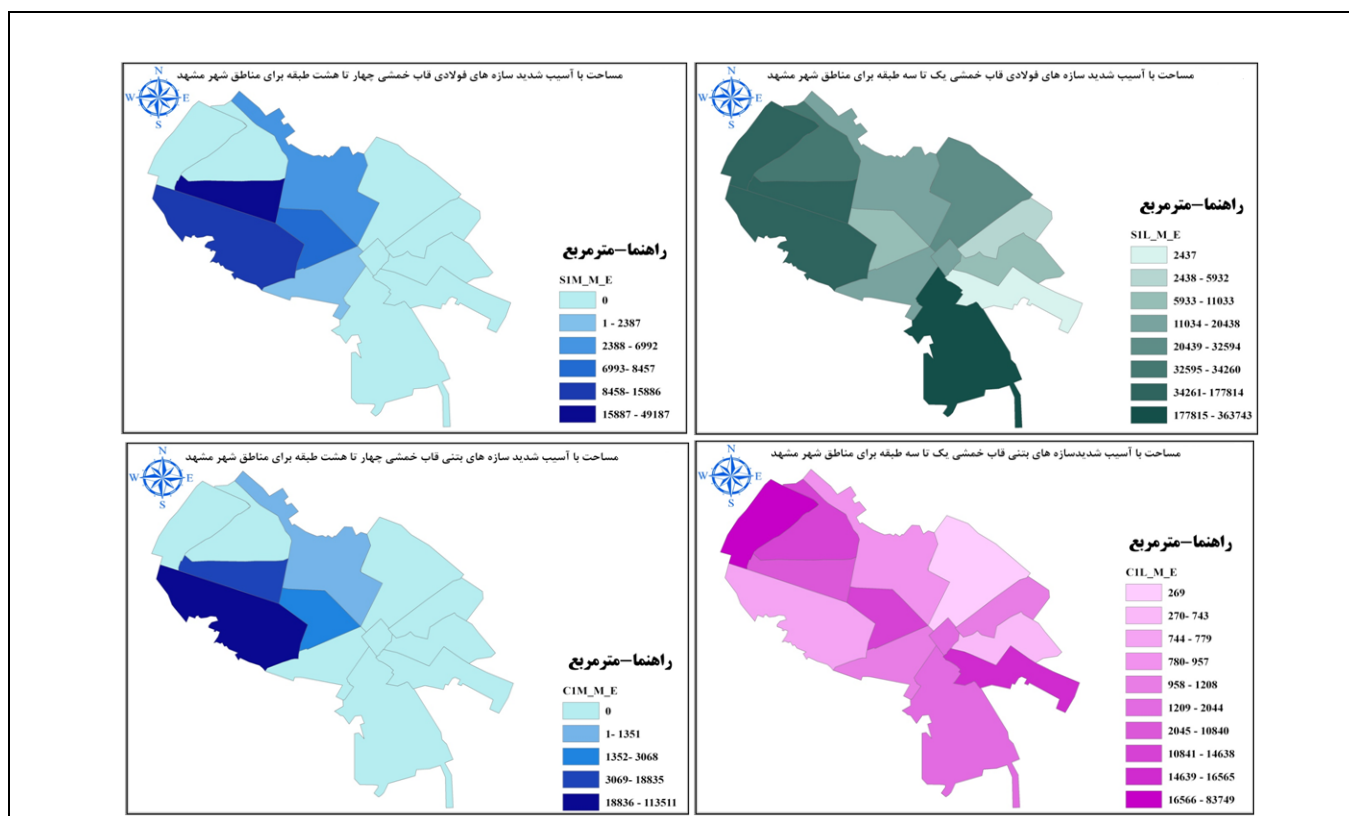 مساحت با آسیب شدید سازه های فولادی قاب خمشی چهار تا هشت طبقه برای مناطق شهر مشهد
N
W E
S
راهنما-مترمربع
S1M_M_E
0
1 - 2387
2388 - 6992
6993- 8457
8458- 15886
15887 - 49187
مساحت با آسیب شدید سازه های فولادی قاب خمشی یک تا سه طبقه برای مناطق شهر مشهد
N
W E
S
راهنما-مترمربع
S1L_M_E
2437
2438 - 5932
5933 - 11033
11034 - 20438
20439 - 32594
32595 - 34260
34261- 177814
177815 - 363743
مساحت با آسیب شدید سازه های بتنی قاب خمشی چهار تا هشت طبقه برای مناطق شهر مشهد
N
W E
S
راهنما-مترمربع
C1M_M_E
0
1- 1351
1352- 3068
3069- 18835
18836 - 113511
مساحت با آسیب شدیدسازه های بتنی قاب خمشی یک تا سه طبقه برای مناطق شهر مشهد
N
W E
S
راهنما-مترمربع
C1L_M_E
269
270- 743
744 - 779
780- 957
958 - 1208
1209 - 2044
2045 - 10840
10841 - 14638
14639 - 16565
16566 - 83749